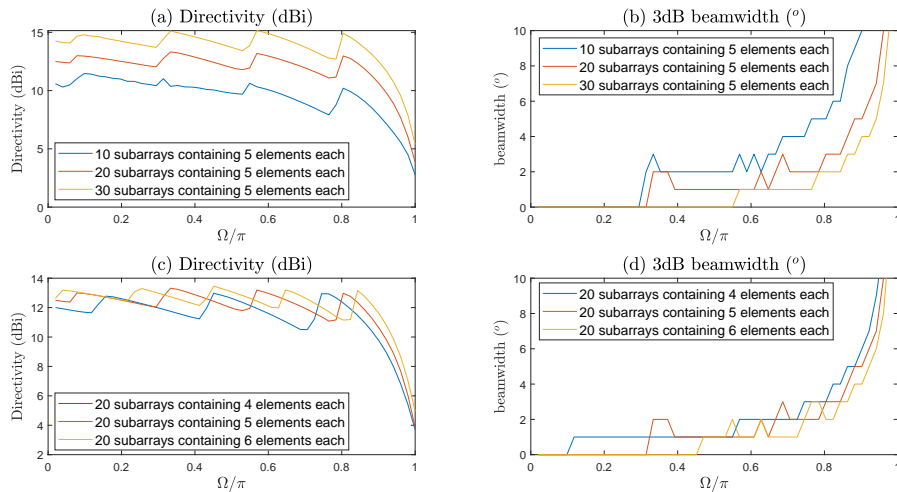 (a) Directivity (dBi)
Directivity (dBi)
15
10
5
0
10 subarrays containing 5 elements each
20 subarrays containing 5 elements each
30 subarrays containing 5 elements each
0 0.2 0.4 0.6 0.8 1
Ω/π
(b) 3dB beamwidth (°)
beamwidth (°)
10
8
6
4
2
0
10 subarrays containing 5 elements each
20 subarrays containing 5 elements each
30 subarrays containing 5 elements each
0 0.2 0.4 0.6 0.8 1
Ω/π
(c) Directivity (dBi)
Directivity (dBi)
14
12
10
8
6
4
2
20 subarrays containing 4 elements each
20 subarrays containing 5 elements each
20 subarrays containing 6 elements each
0 0.2 0.4 0.6 0.8 1
Ω/π
(d) 3dB beamwidth (°)
beamwidth (°)
10
8
6
4
2
0
20 subarrays containing 4 elements each
20 subarrays containing 5 elements each
20 subarrays containing 6 elements each
0 0.2 0.4 0.6 0.8 1
Ω/π